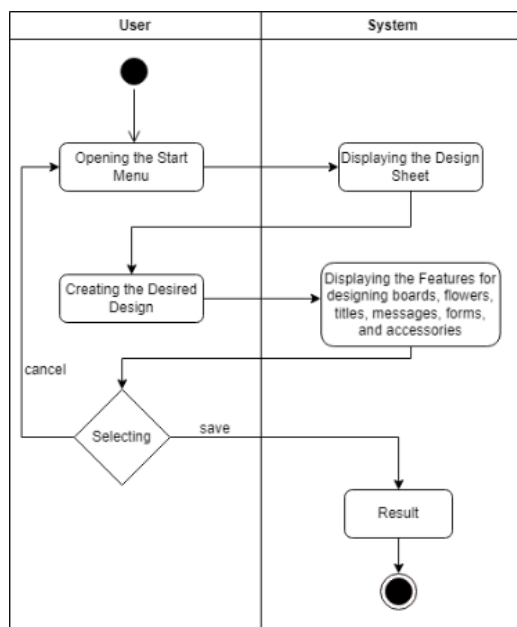 User
System
Opening the Start
Menu
Displaying the Design
Sheet
Creating the Desired
Design
Displaying the Features for
designing boards, flowers,
titles, messages, forms,
and accessories
cancel
Selecting
save
Result